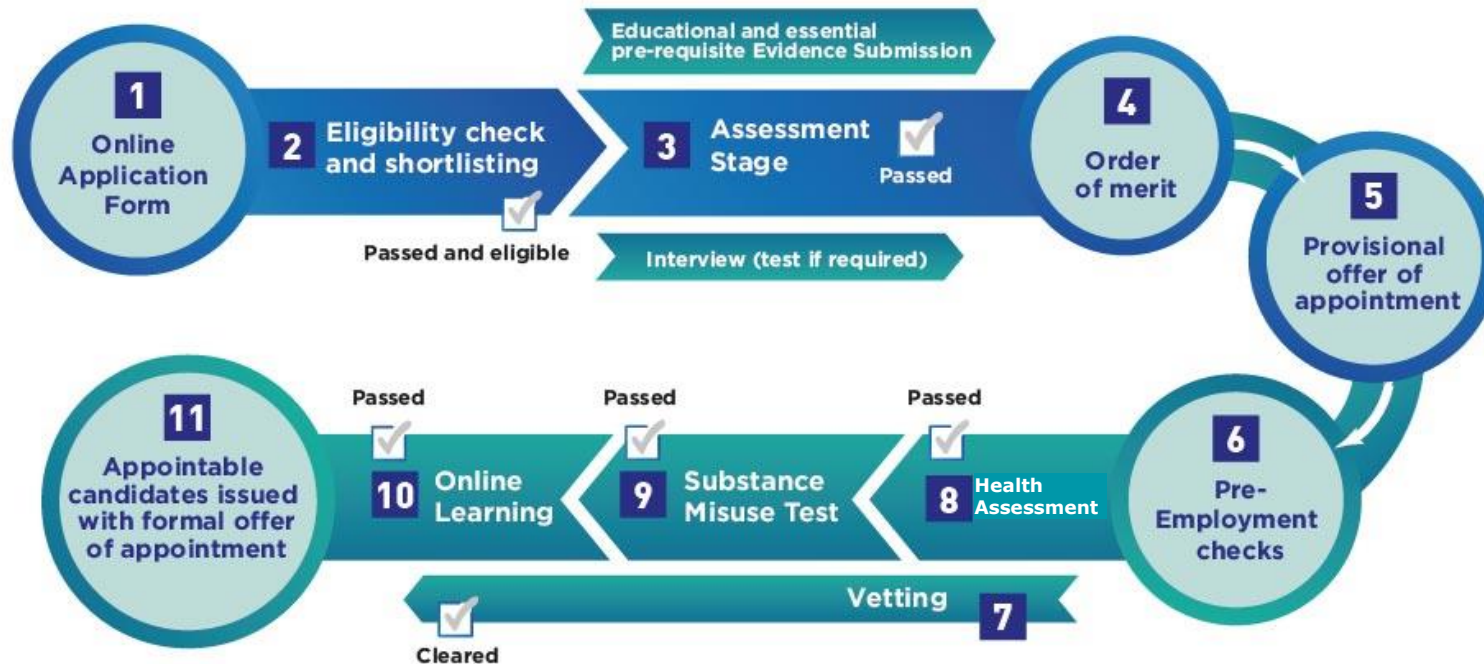 1
Online
Application
Form
2
Eligibility check
and shortlisting
Passed and eligible
Educational and essential
pre-requisite Evidence Submission
3
Assessment
Stage
Passed
Interview (test if required)
4
Order
of merit
5
Provisional
offer of
appointment
6
Pre-
Employment
checks
Vetting
7
Cleared
Passed
8
Health
Assessment
Passed
9
Substance
Misuse Test
Passed
10
Online
Learning
11
Appointable
candidates issued
with formal offer
of appointment